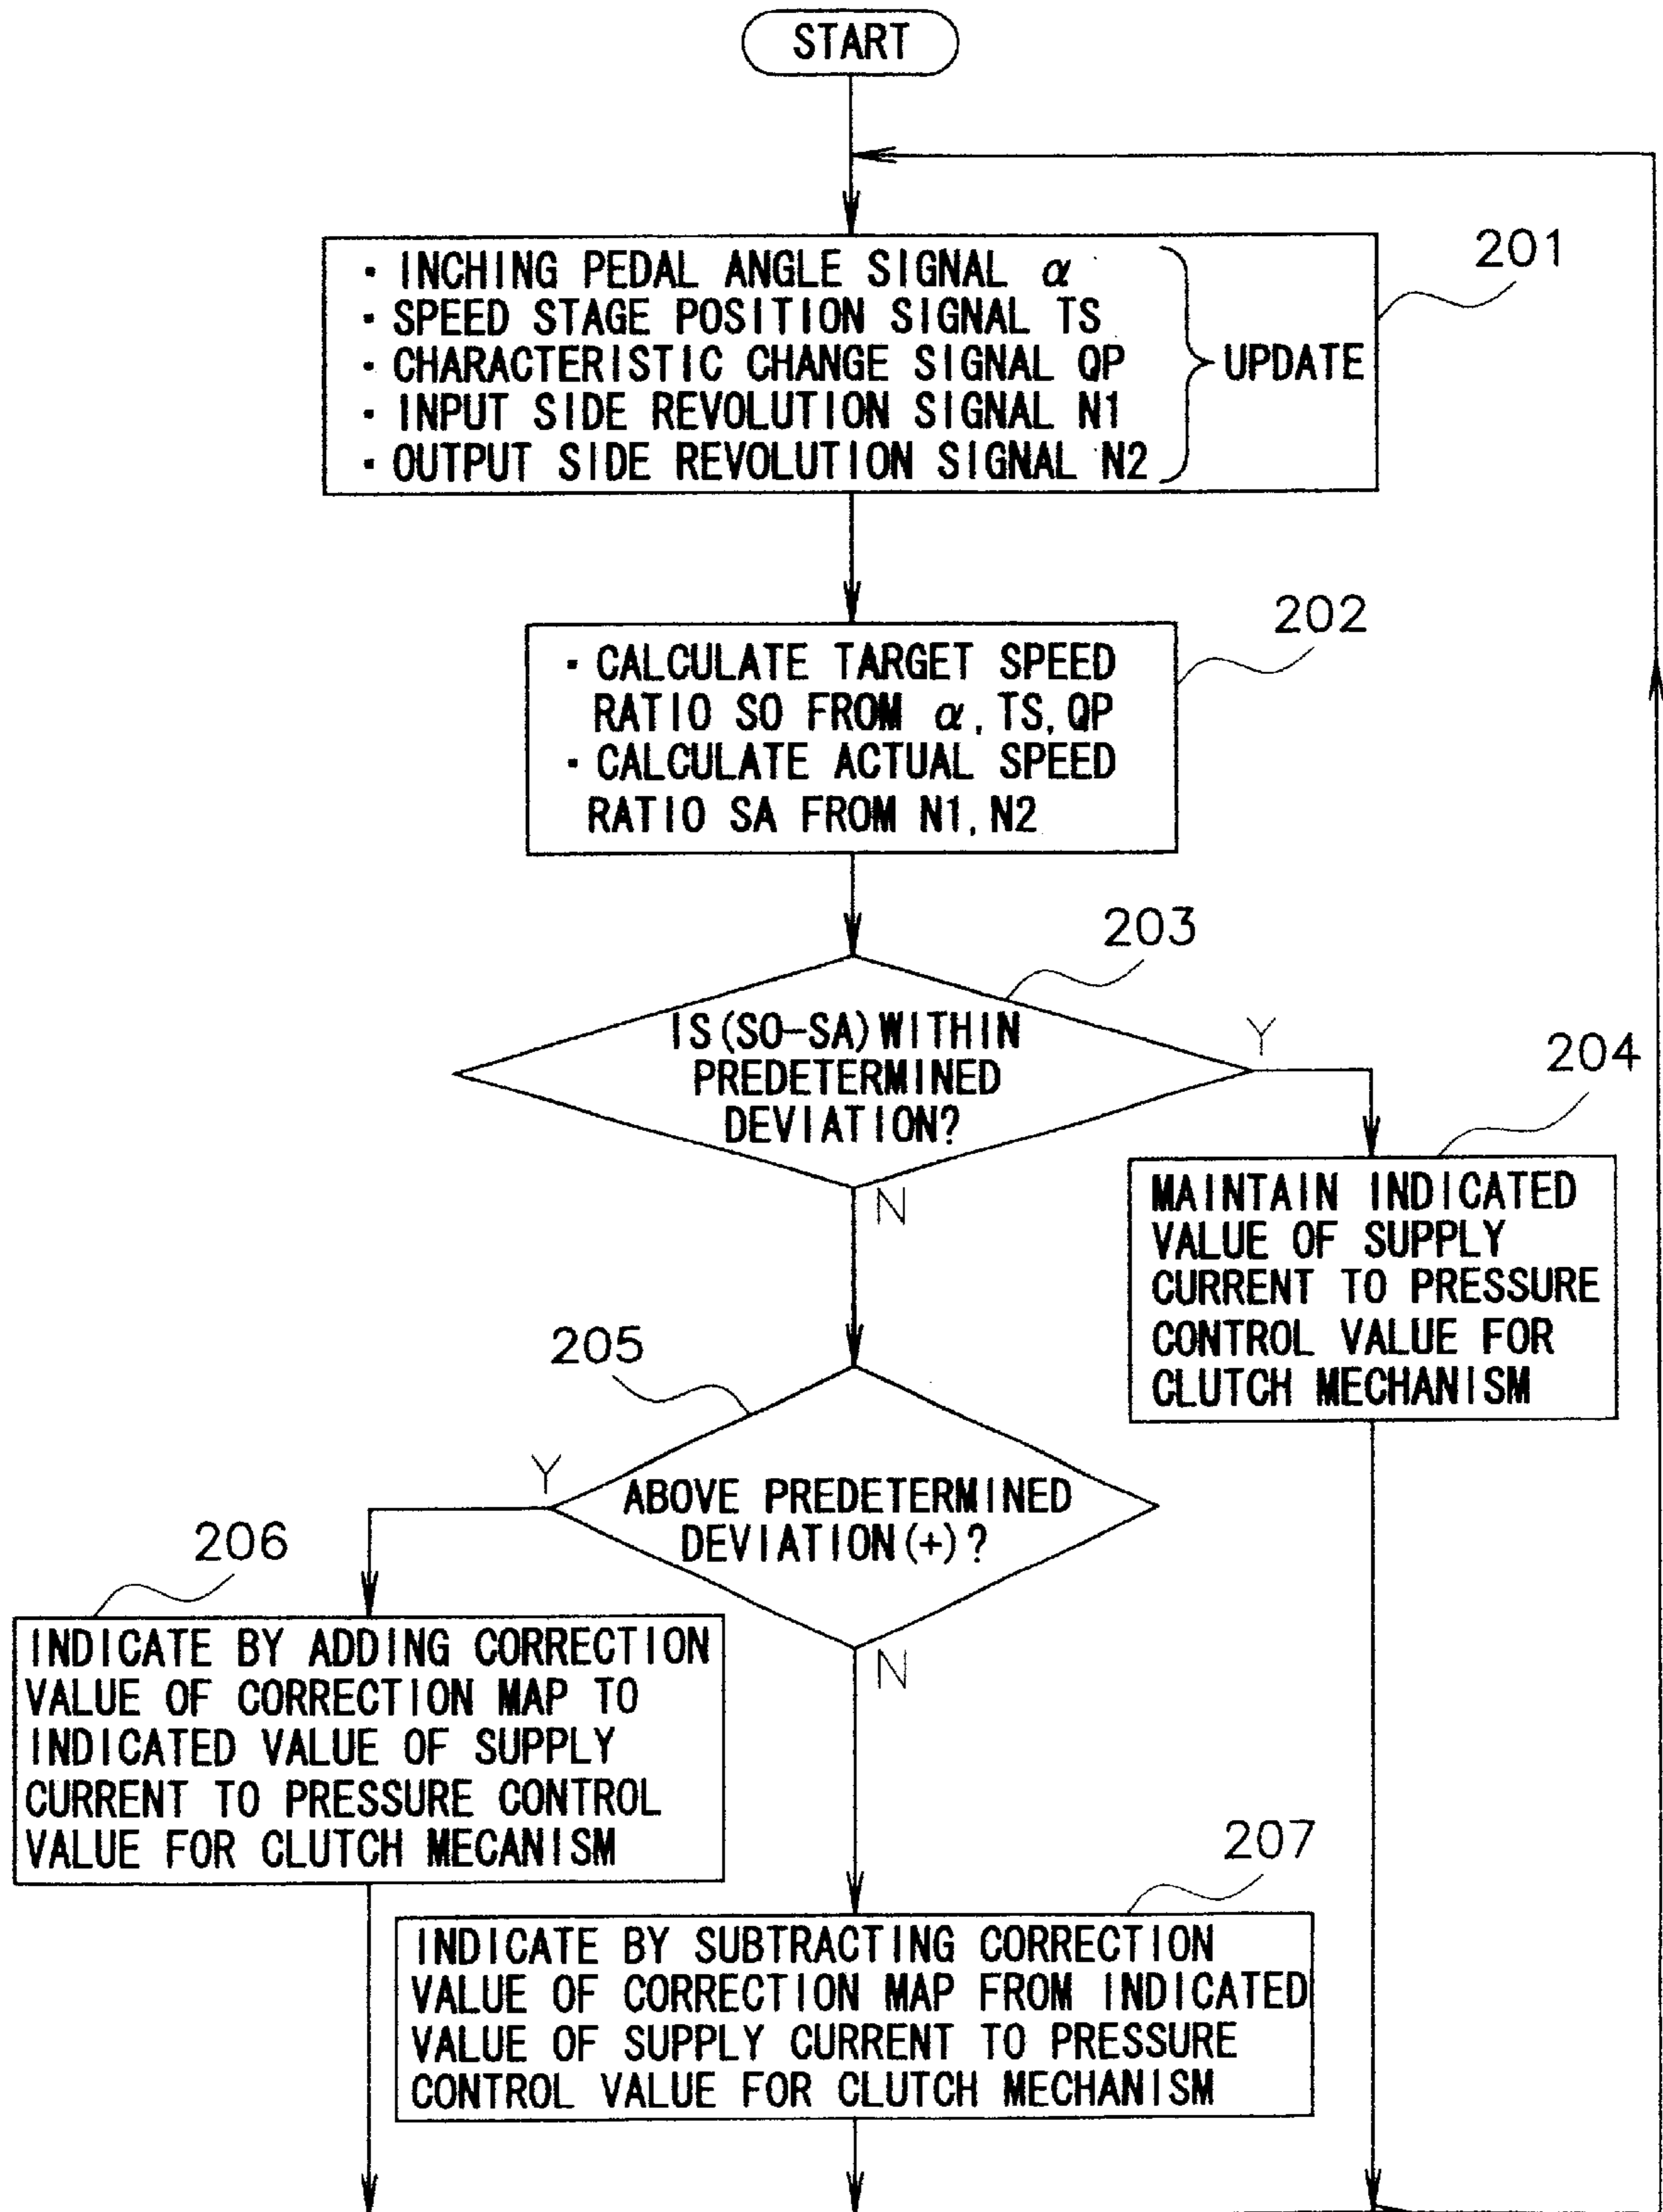 START
201
· INCHING PEDAL ANGLE SIGNAL α
· SPEED STAGE POSITION SIGNAL TS
· CHARACTERISTIC CHANGE SIGNAL QP
· INPUT SIDE REVOLUTION SIGNAL N1
· OUTPUT SIDE REVOLUTION SIGNAL N2
UPDATE
202
· CALCULATE TARGET SPEED
RATIO SO FROM α, TS, QP
· CALCULATE ACTUAL SPEED
RATIO SA FROM N1, N2
203
IS (SO-SA) WITHIN
PREDETERMINED
DEVIATION?
Y
N
204
MAINTAIN INDICATED
VALUE OF SUPPLY
CURRENT TO PRESSURE
CONTROL VALUE FOR
CLUTCH MECHANISM
205
ABOVE PREDETERMINED
DEVIATION (+) ?
Y
N
206
INDICATE BY ADDING CORRECTION
VALUE OF CORRECTION MAP TO
INDICATED VALUE OF SUPPLY
CURRENT TO PRESSURE CONTROL
VALUE FOR CLUTCH MECANISM
207
INDICATE BY SUBTRACTING CORRECTION
VALUE OF CORRECTION MAP FROM INDICATED
VALUE OF SUPPLY CURRENT TO PRESSURE
CONTROL VALUE FOR CLUTCH MECHANISM